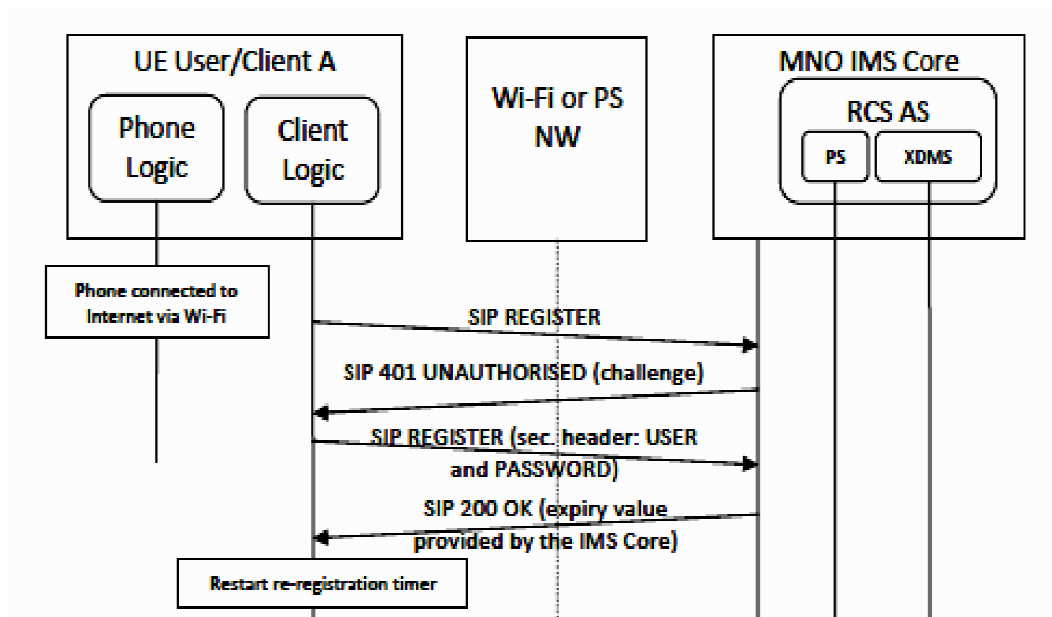 UE User/Client A
Phone
Logic
Client
Logic
Wi-Fi or PS
NW
MNO IMS Core
RCS AS
PS
XDMS
Phone connected to
Internet via Wi-Fi
SIP REGISTER
SIP 401 UNAUTHORISED (challenge)
SIP REGISTER (sec. header: USER
and PASSWORD)
SIP 200 OK (expiry value
provided by the IMS Core)
Restart re-registration timer